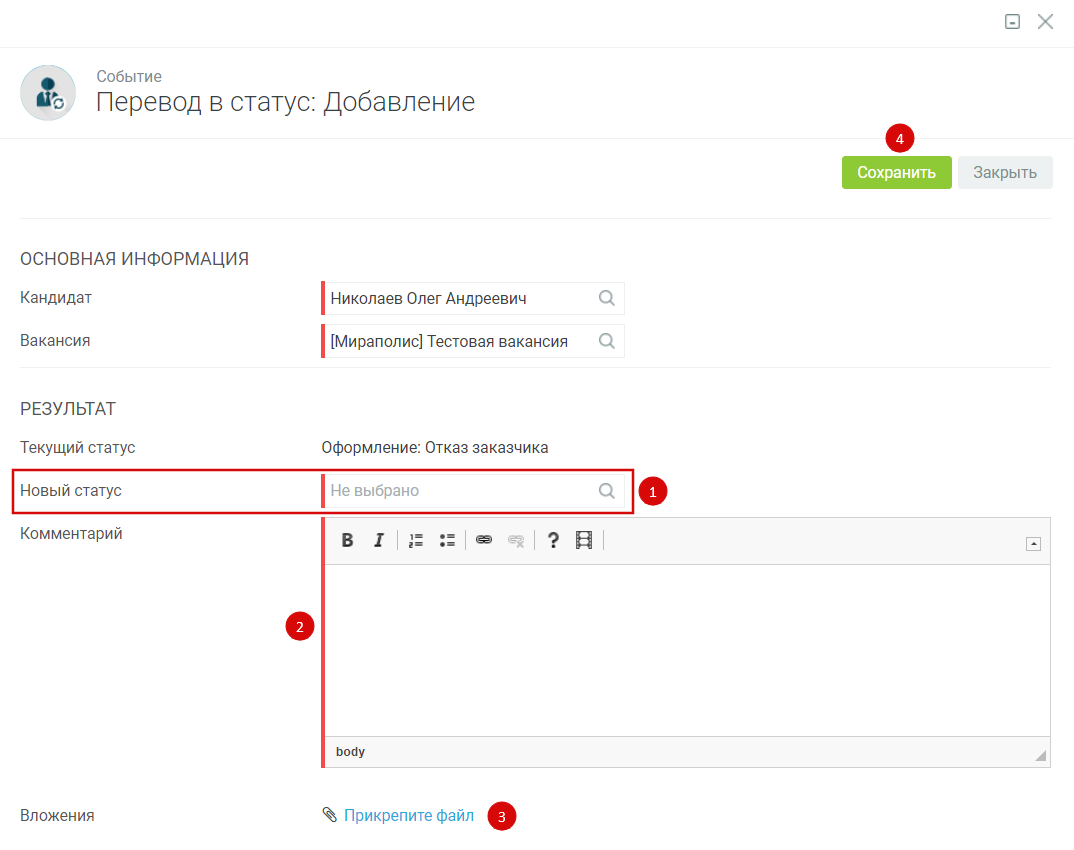 Событие
Перевод в статус: Добавление
4
Сохранить Закрыть
ОСНОВНАЯ ИНФОРМАЦИЯ
Кандидат Николаев Олег Андреевич
Вакансия [Мираполис] Тестовая вакансия
РЕЗУЛЬТАТ
Текущий статус Оформление: Отказ заказчика
Новый статус Не выбрано 1
Комментарий B I ?
2
body
Вложения Прикрепите файл 3